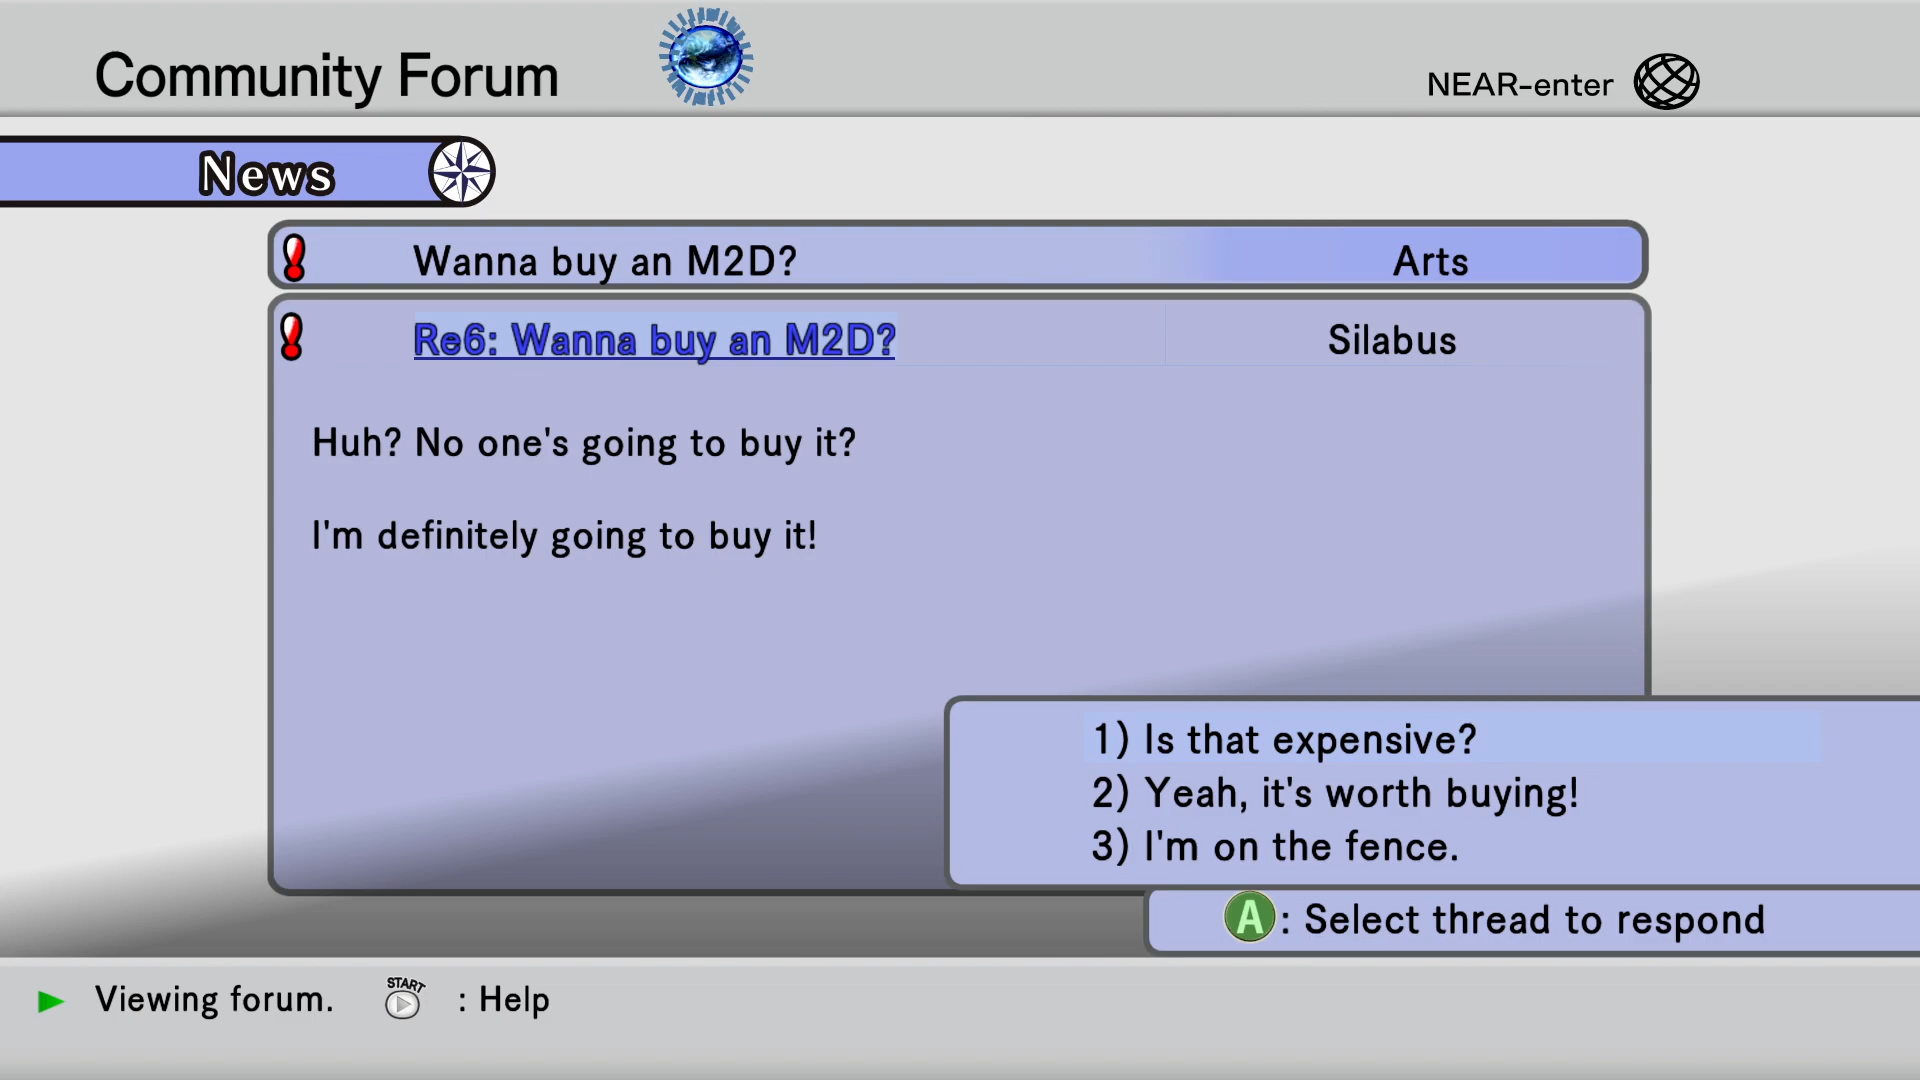 Community Forum
NEAR-enter
News
Wanna buy an M2D? Arts
Re6: Wanna buy an M2D? Silabus
Huh? No one's going to buy it?
I'm definitely going to buy it!
1) Is that expensive?
2) Yeah, it's worth buying!
3) I'm on the fence.
A : Select thread to respond
Viewing forum. START : Help